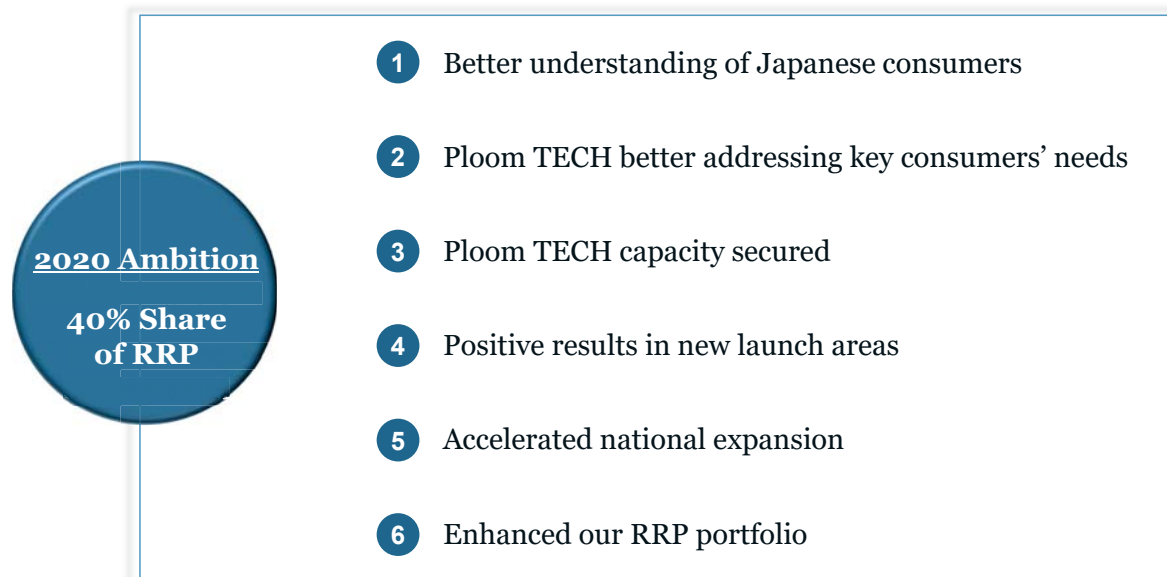 2020 Ambition
40% Share
of RRP
1 Better understanding of Japanese consumers
2 Ploom TECH better addressing key consumers’ needs
3 Ploom TECH capacity secured
4 Positive results in new launch areas
5 Accelerated national expansion
6 Enhanced our RRP portfolio